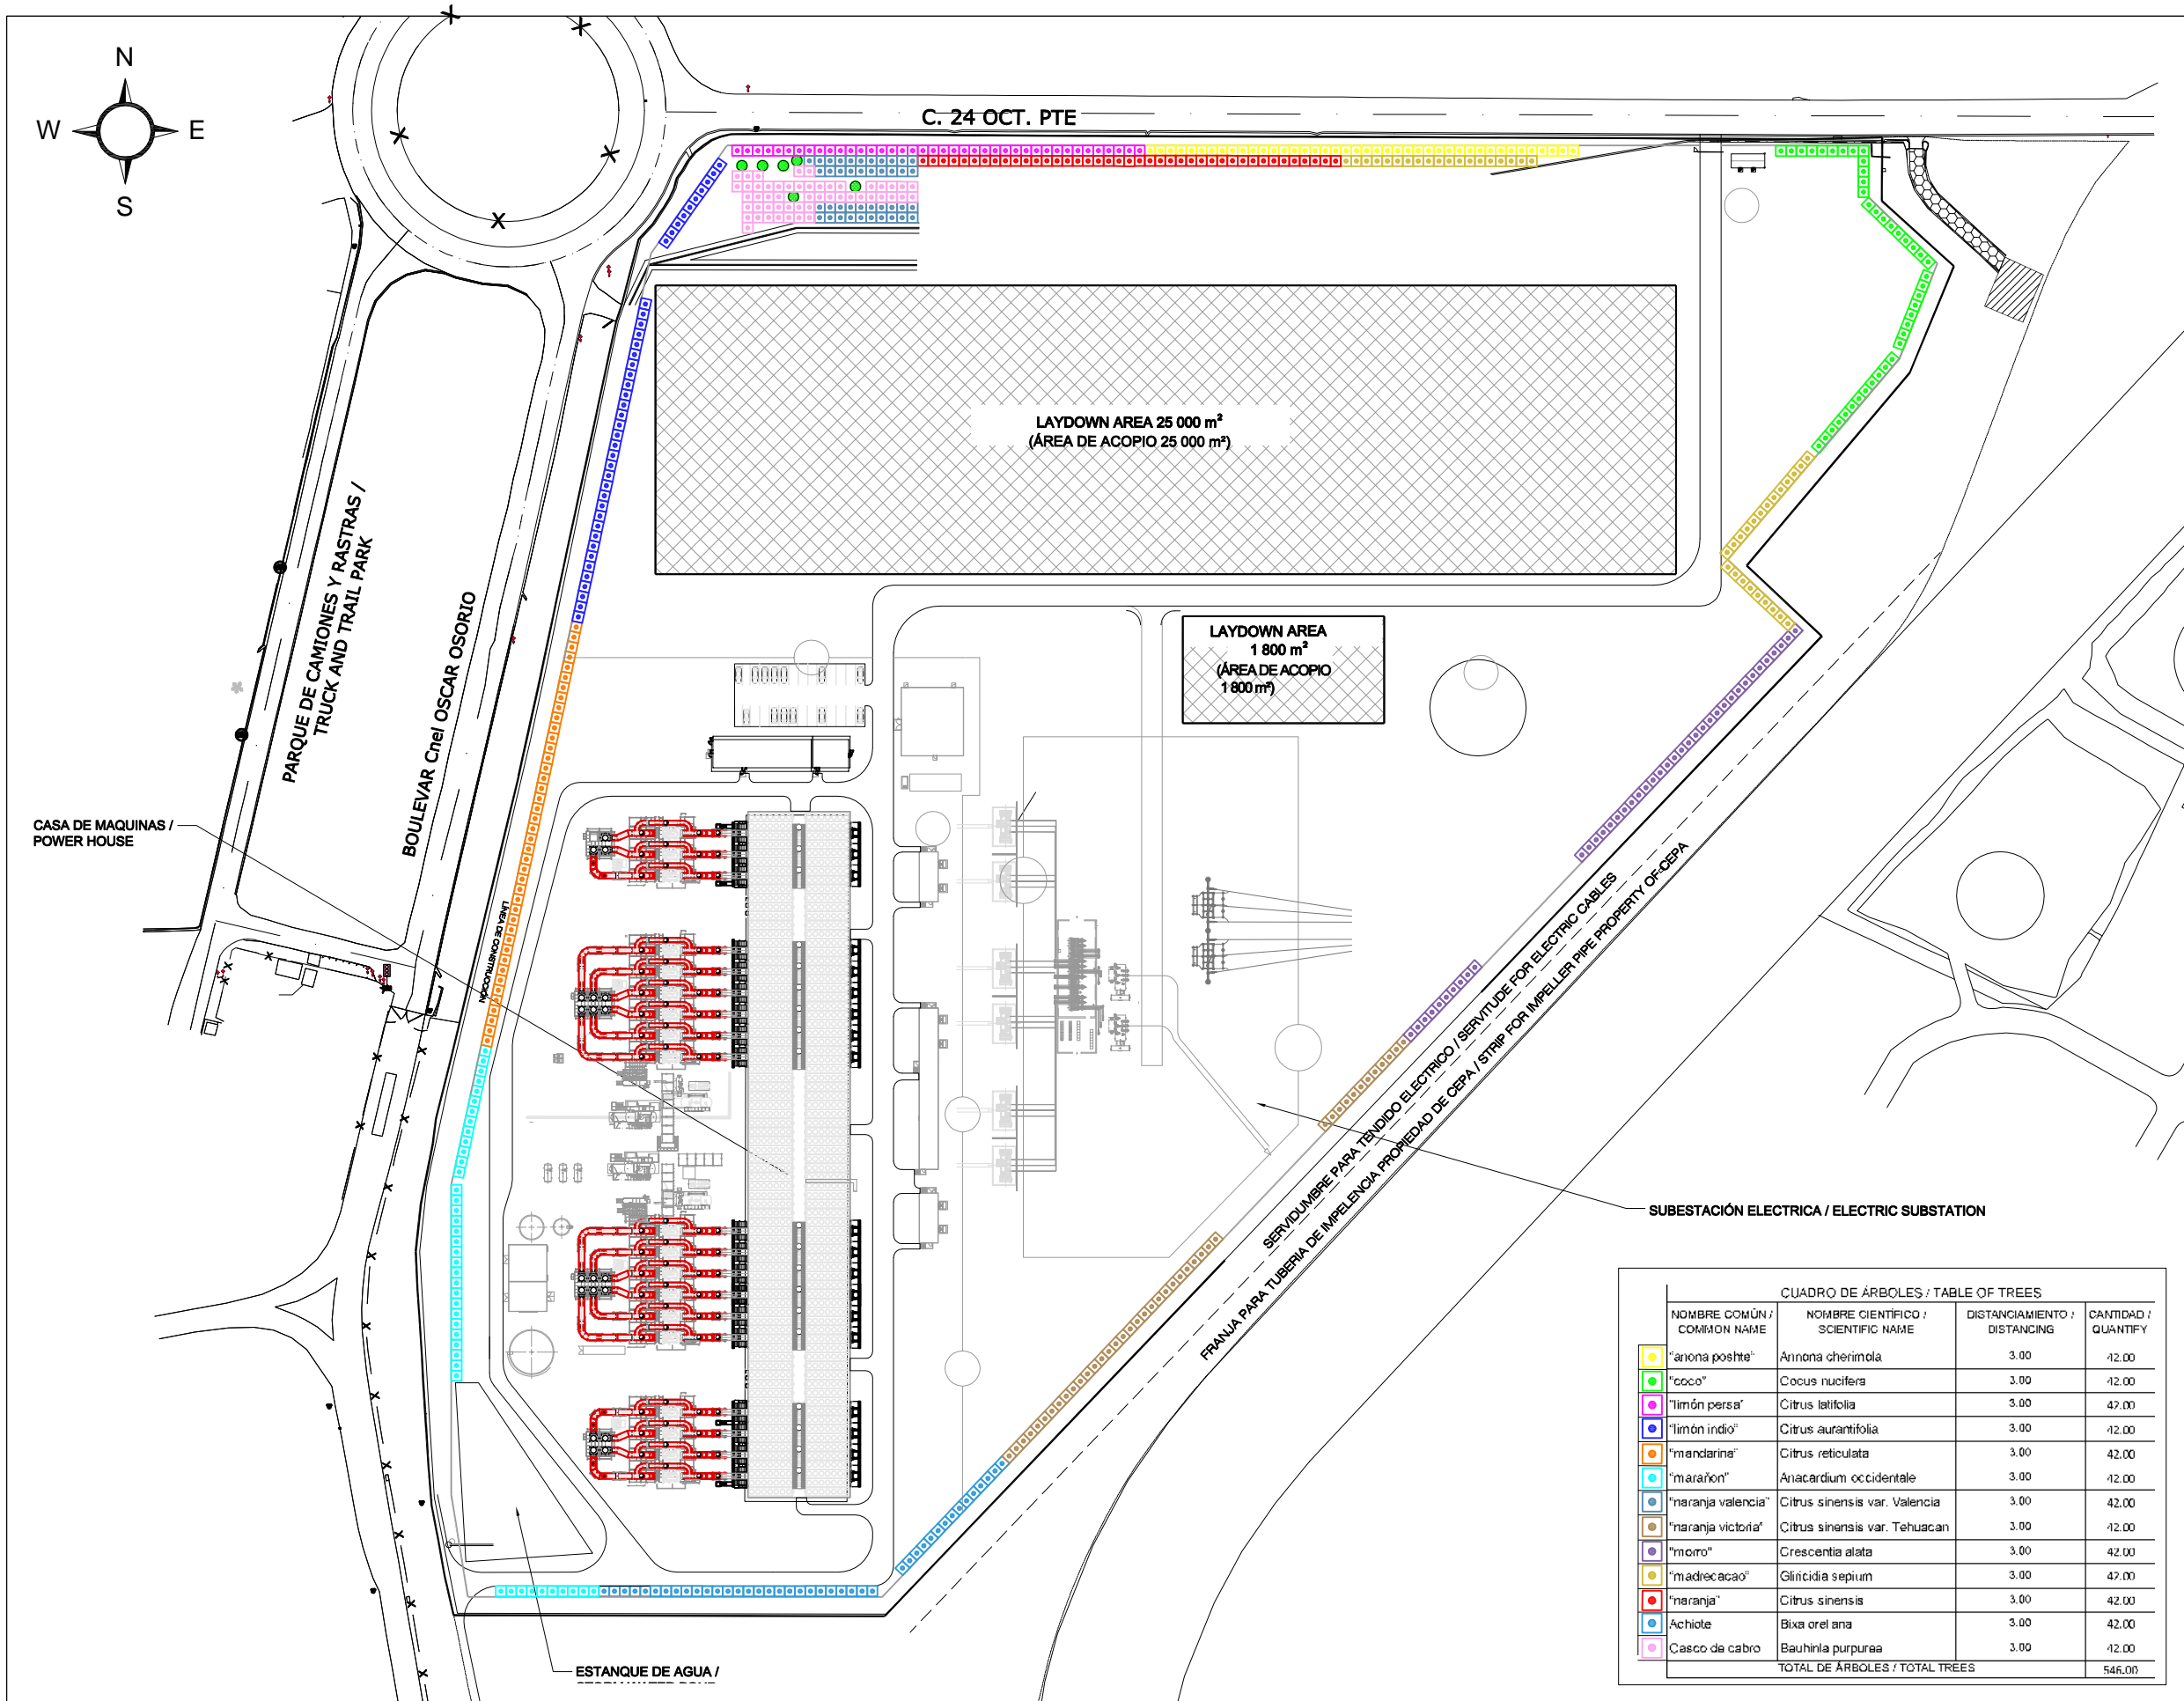 N
W
E
S
C. 24 OCT. PTE
LAYDOWN AREA 25 000 m²
(ÁREA DE ACOPIO 25 000 m²)
PARQUE DE CAMIONES Y RASTRAS /
TRUCK AND TRAIL PARK
BOULEVAR Cnel OSCAR OSORIO
LAYDOWN AREA
1 800 m²
(ÁREA DE ACOPIO
1 800 m²)
CASA DE MAQUINAS /
POWER HOUSE
LÍNEA DE CONSTRUCCIÓN
SERVIDUMBRE PARA TENDIDO ELECTRICO / SERVITUDE FOR ELECTRIC CABLES
FRANJA PARA TUBERIA DE IMPELENCIA PROPIEDAD DE CEPA / STRIP FOR IMPELLER PIPE PROPERTY OF CEPA
SUBESTACIÓN ELECTRICA / ELECTRIC SUBSTATION
ESTANQUE DE AGUA /
CUADRO DE ÁRBOLES / TABLE OF TREES
NOMBRE COMÚN / COMMON NAME NOMBRE CIENTÍFICO / SCIENTIFIC NAME DISTANCIAMIENTO / DISTANCING CANTIDAD / QUANTIFY
"anona poshte" Annona cherimola 3.00 42.00
"coco" Cocus nucifera 3.00 42.00
"limón persa" Citrus latifolia 3.00 42.00
"limón indio" Citrus aurantifolia 3.00 42.00
"mandarina" Citrus reticulata 3.00 42.00
"marañon" Anacardium occidentale 3.00 42.00
"naranja valencia" Citrus sinensis var. Valencia 3.00 42.00
"naranja victoria" Citrus sinensis var. Tehuacan 3.00 42.00
"morro" Crescentia alata 3.00 42.00
"madrecacao" Gliricidia sepium 3.00 42.00
"naranja" Citrus sinensis 3.00 42.00
Achiote Bixa orellana 3.00 42.00
Casco de cabro Bauhinia purpurea 3.00 42.00
TOTAL DE ÁRBOLES / TOTAL TREES 546.00